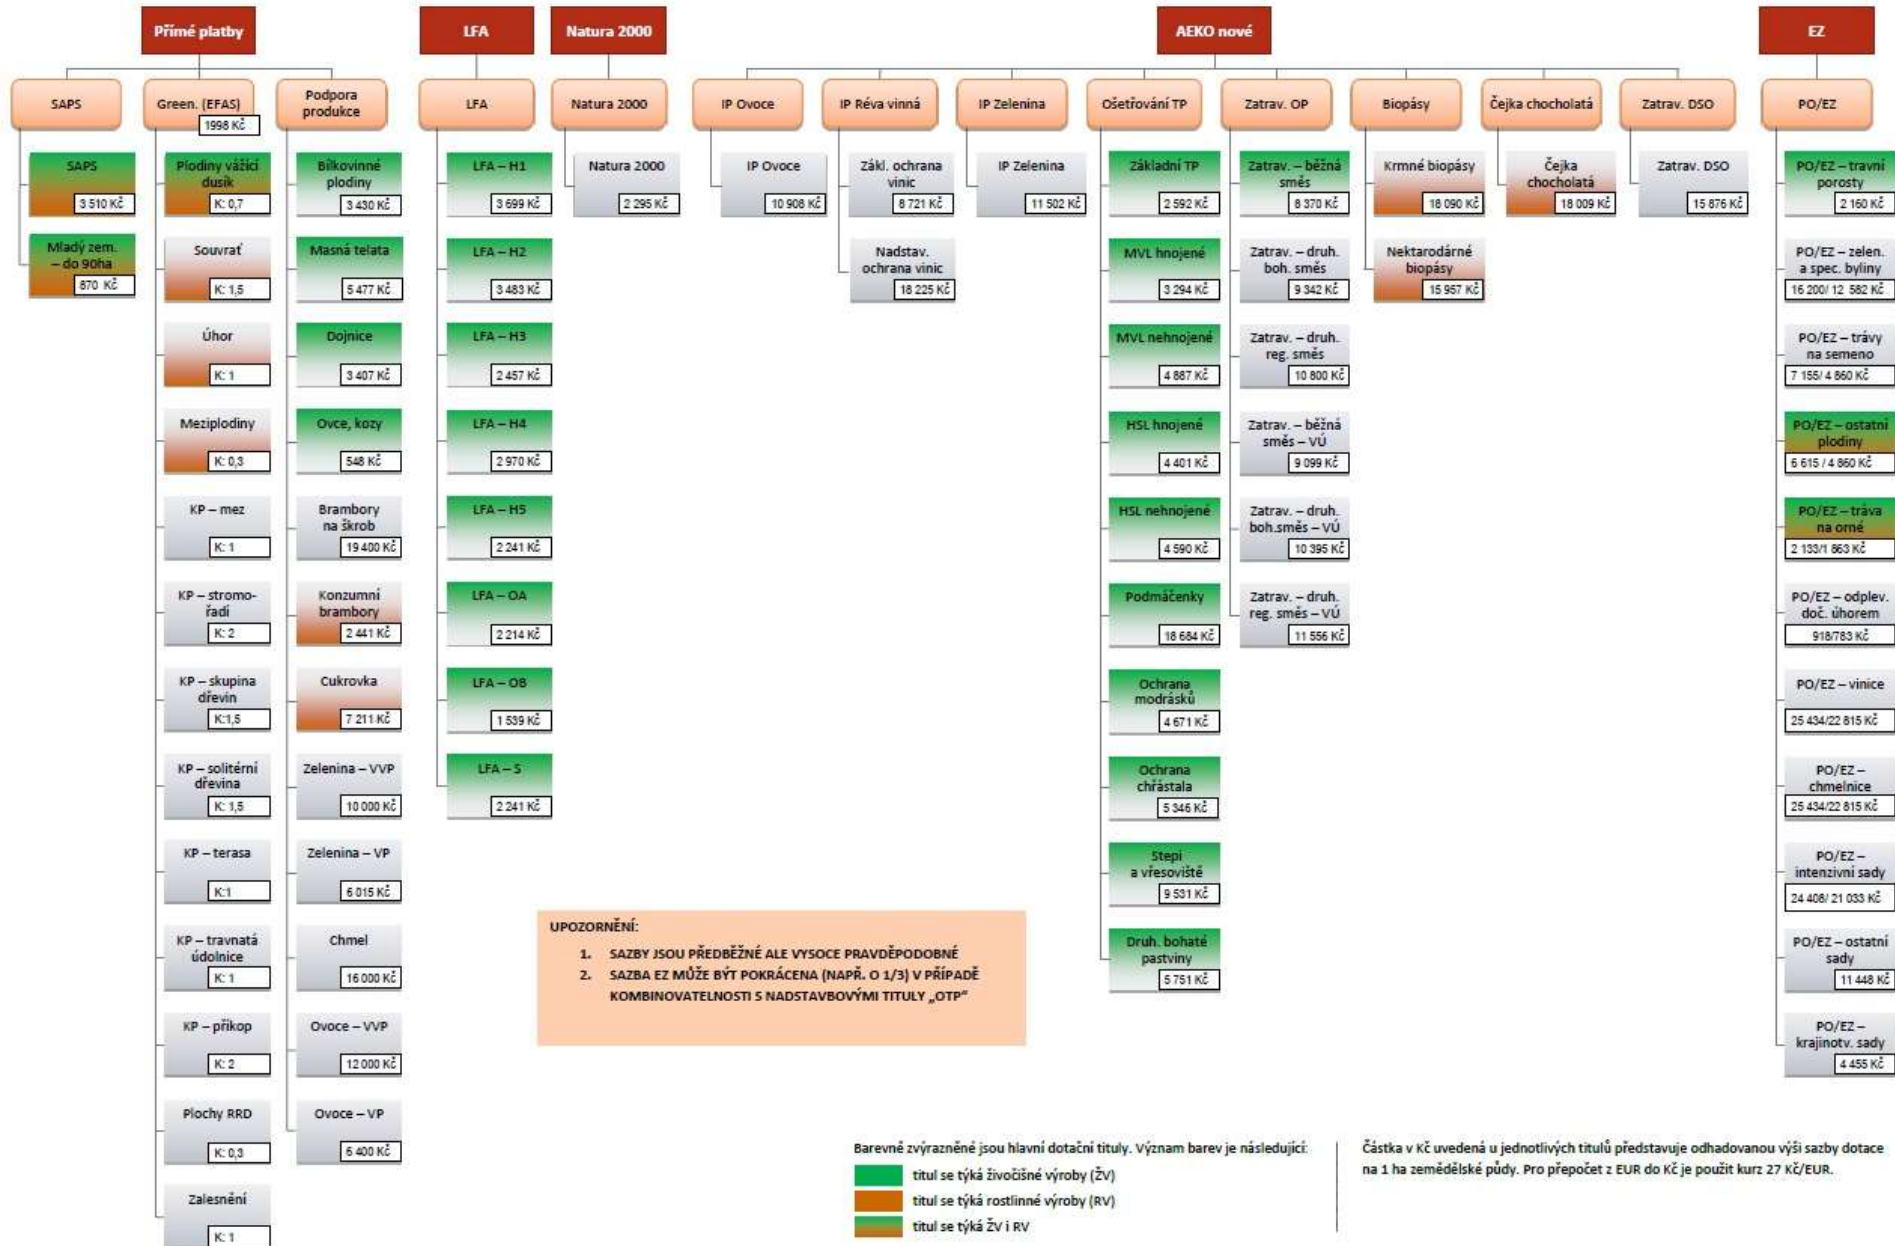 Přímé platby
SAPS
SAPS
3 510 Kč
Mladý zem.
– do 90ha
870 Kč
Green. (EFAS)
1998 Kč
Plodiny vážící
dusík
K: 0,7
Souvrať
K: 1,5
Úhor
K: 1
Meziplodiny
K: 0,3
KP – mez
K: 1
KP – stromo-
řadí
K: 2
KP – skupina
dřevin
K:1,5
KP – solitérní
dřevina
K: 1,5
KP – terasa
K:1
KP – travnatá
údolnice
K: 1
KP – příkop
K: 2
Plochy RRD
K: 0,3
Zalesnění
K: 1
Podpora
produkce
Bílkovinné
plodiny
3 430 Kč
Masná telata
5 477 Kč
Dojnice
3 407 Kč
Ovce, kozy
548 Kč
Brambory
na škrob
19 400 Kč
Konzumní
brambory
2 441 Kč
Cukrovka
7 211 Kč
Zelenina – VVP
10 000 Kč
Zelenina – VP
6 015 Kč
Chmel
16 000 Kč
Ovoce – VVP
12 000 Kč
Ovoce – VP
6 400 Kč
LFA
LFA
LFA – H1
3 699 Kč
LFA – H2
3 483 Kč
LFA – H3
2 457 Kč
LFA – H4
2 970 Kč
LFA – H5
2 241 Kč
LFA – OA
2 214 Kč
LFA – OB
1 539 Kč
LFA – S
2 241 Kč
Natura 2000
Natura 2000
Natura 2000
2 295 Kč
AEKO nové
IP Ovoce
IP Ovoce
10 908 Kč
IP Réva vinná
Zákl. ochrana
vinic
8 721 Kč
Nadstav.
ochrana vinic
18 225 Kč
IP Zelenina
IP Zelenina
11 502 Kč
Ošetřování TP
Základní TP
2 592 Kč
MVL hnojené
3 294 Kč
MVL nehnojené
4 887 Kč
HSL hnojené
4 401 Kč
HSL nehnojené
4 590 Kč
Podmáčenky
18 684 Kč
Ochrana
modrásků
4 671 Kč
Ochrana
chřástala
5 346 Kč
Stepi
a vřesoviště
9 531 Kč
Druh. bohaté
pastviny
5 751 Kč
Zatrav. OP
Zatrav. – běžná
směs
8 370 Kč
Zatrav. – druh.
boh. směs
9 342 Kč
Zatrav. – druh.
reg. směs
10 800 Kč
Zatrav. – běžná
směs – VÚ
9 099 Kč
Zatrav. – druh.
boh.směs – VÚ
10 395 Kč
Zatrav. – druh.
reg. směs – VÚ
11 556 Kč
Biopásy
Krmné biopásy
18 090 Kč
Nektarodárné
biopásy
15 957 Kč
Čejka chocholatá
Čejka
chocholatá
18 009 Kč
Zatrav. DSO
Zatrav. DSO
15 876 Kč
EZ
PO/EZ
PO/EZ – travní
porosty
2 160 Kč
PO/EZ – zelen.
a spec. byliny
16 200/ 12 582 Kč
PO/EZ – trávy
na semeno
7 155/ 4 860 Kč
PO/EZ – ostatní
plodiny
6 615 / 4 860 Kč
PO/EZ – tráva
na orné
2 133/1 863 Kč
PO/EZ – odplev.
doč. úhorem
918/783 Kč
PO/EZ – vinice
25 434/22 815 Kč
PO/EZ –
chmelnice
25 434/22 815 Kč
PO/EZ –
intenzivní sady
24 408/ 21 033 Kč
PO/EZ – ostatní
sady
11 448 Kč
PO/EZ –
krajinotv. sady
4 455 Kč
UPOZORNĚNÍ:
1. SAZBY JSOU PŘEDBĚŽNÉ ALE VYSOCE PRAVDĚPODOBNÉ
2. SAZBA EZ MŮŽE BÝT POKRÁCENA (NAPŘ. O 1/3) V PŘÍPADĚ
KOMBINOVATELNOSTI S NADSTAVBOVÝMI TITULY „OTP“
Barevně zvýrazněné jsou hlavní dotační tituly. Význam barev je následující:
titul se týká živočišné výroby (ŽV)
titul se týká rostlinné výroby (RV)
titul se týká ŽV i RV
Částka v Kč uvedená u jednotlivých titulů představuje odhadovanou výši sazby dotace
na 1 ha zemědělské půdy. Pro přepočet z EUR do Kč je použit kurz 27 Kč/EUR.